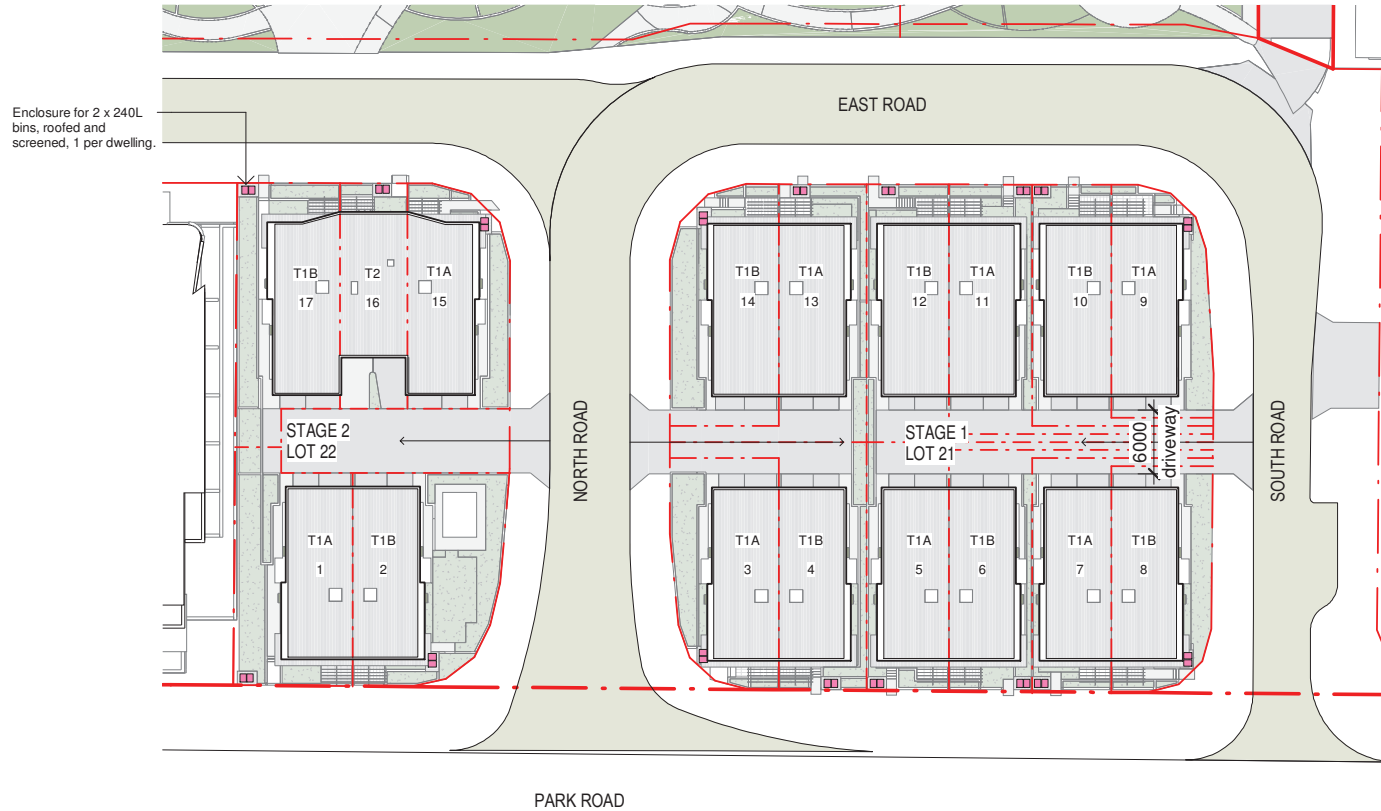 EAST ROAD
Enclosure for 2 x 240L
bins, roofed and
screened, 1 per dwelling.
T1B
17
T2
16
T1A
15
T1B
14
T1A
13
T1B
12
T1A
11
T1B
10
T1A
9
STAGE 2
LOT 22
NORTH ROAD
STAGE 1
LOT 21
6000
driveway
SOUTH ROAD
T1A
1
T1B
2
T1A
3
T1B
4
T1A
5
T1B
6
T1A
7
T1B
8
PARK ROAD